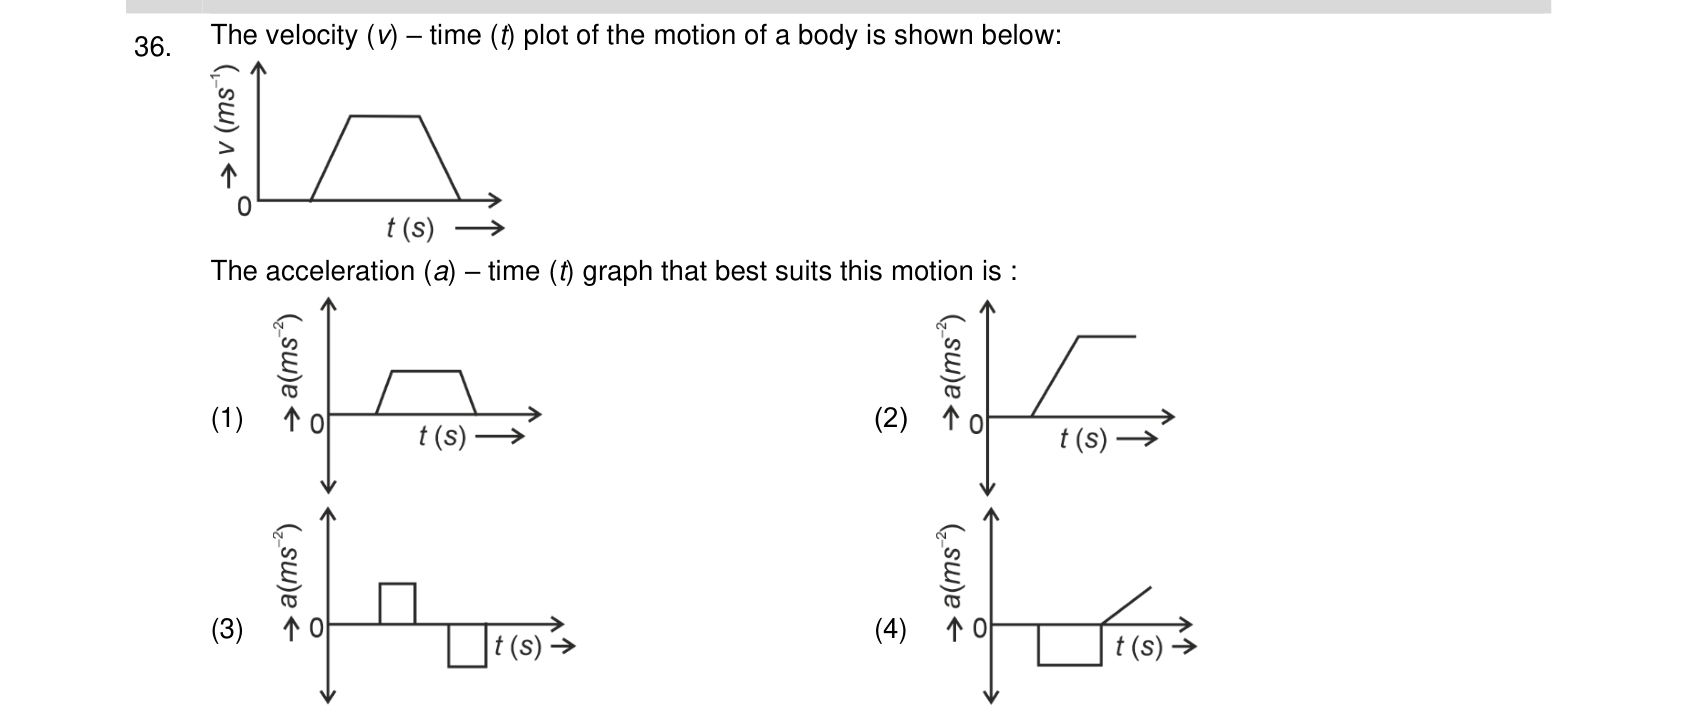 36. The velocity (v) – time (t) plot of the motion of a body is shown below:
→ v (ms⁻¹)
0
t (s) →
The acceleration (a) – time (t) graph that best suits this motion is :
(1) → a(ms⁻²) 0 t (s) →
(2) → a(ms⁻²) 0 t (s) →
(3) → a(ms⁻²) 0 t (s) →
(4) → a(ms⁻²) 0 t (s) →